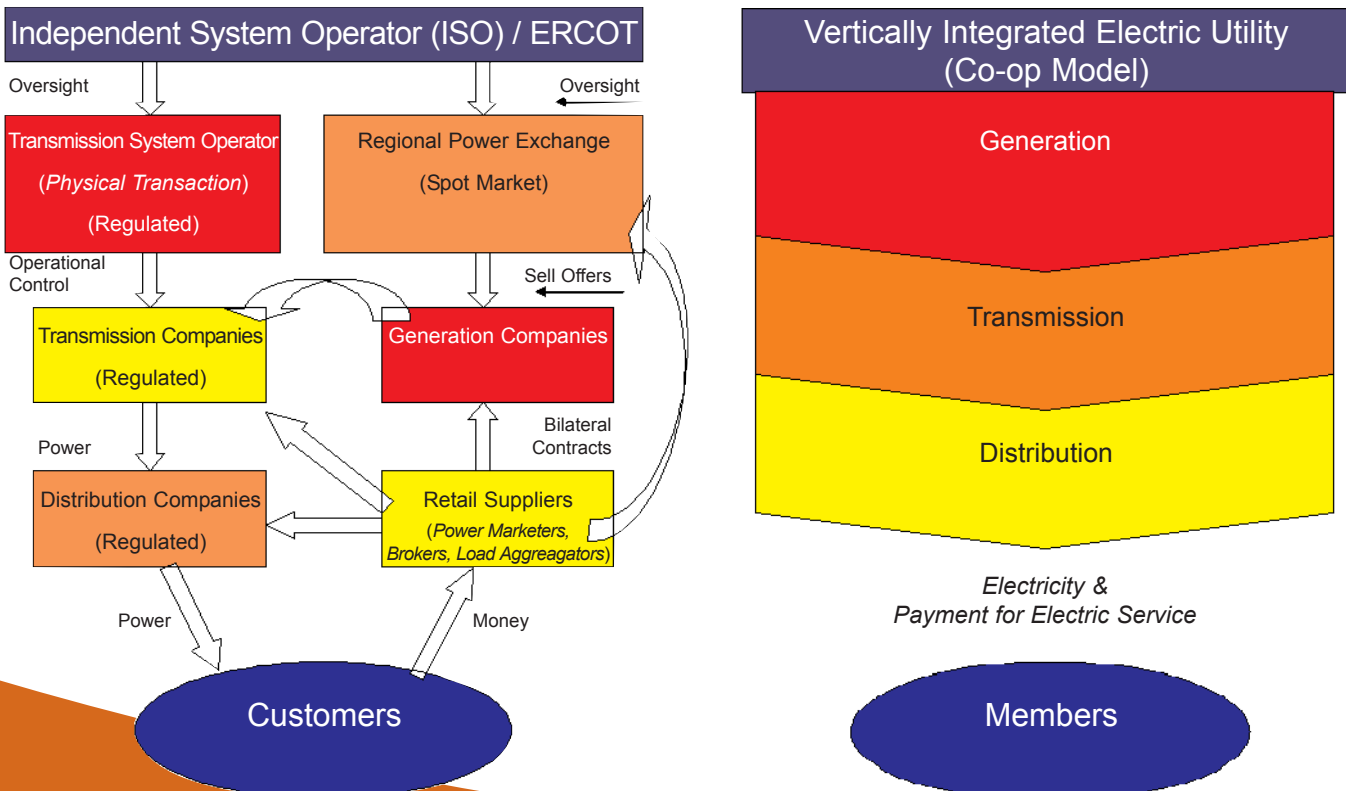 Independent System Operator (ISO) / ERCOT
Oversight
Oversight
Transmission System Operator
(Physical Transaction)
(Regulated)
Regional Power Exchange
(Spot Market)
Operational
Control
Sell Offers
Transmission Companies
(Regulated)
Generation Companies
Power
Bilateral
Contracts
Distribution Companies
(Regulated)
Retail Suppliers
(Power Marketers,
Brokers, Load Aggreagators)
Power
Money
Customers
Vertically Integrated Electric Utility
(Co-op Model)
Generation
Transmission
Distribution
Electricity &
Payment for Electric Service
Members